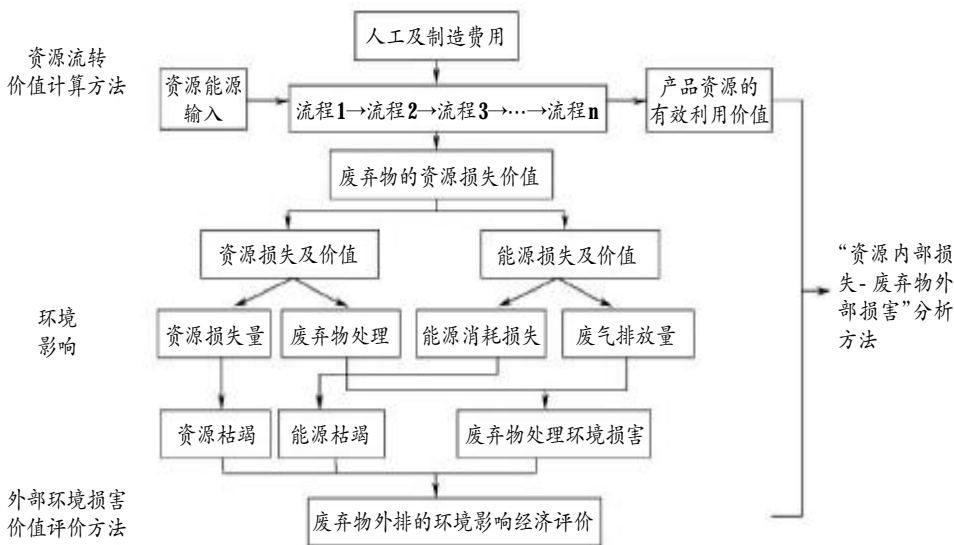 人工及制造费用
资源流转
价值计算方法
资源能源
输入
流程1→流程2→流程3→…→流程n
产品资源的
有效利用价值
废弃物的资源损失价值
资源损失及价值
能源损失及价值
“资源内部损
失-废弃物外
部损害”分析
方法
环境
影响
资源损失量
废弃物处理
能源消耗损失
废气排放量
资源枯竭
能源枯竭
废弃物处理环境损害
外部环境损害
价值评价方法
废弃物外排的环境影响经济评价